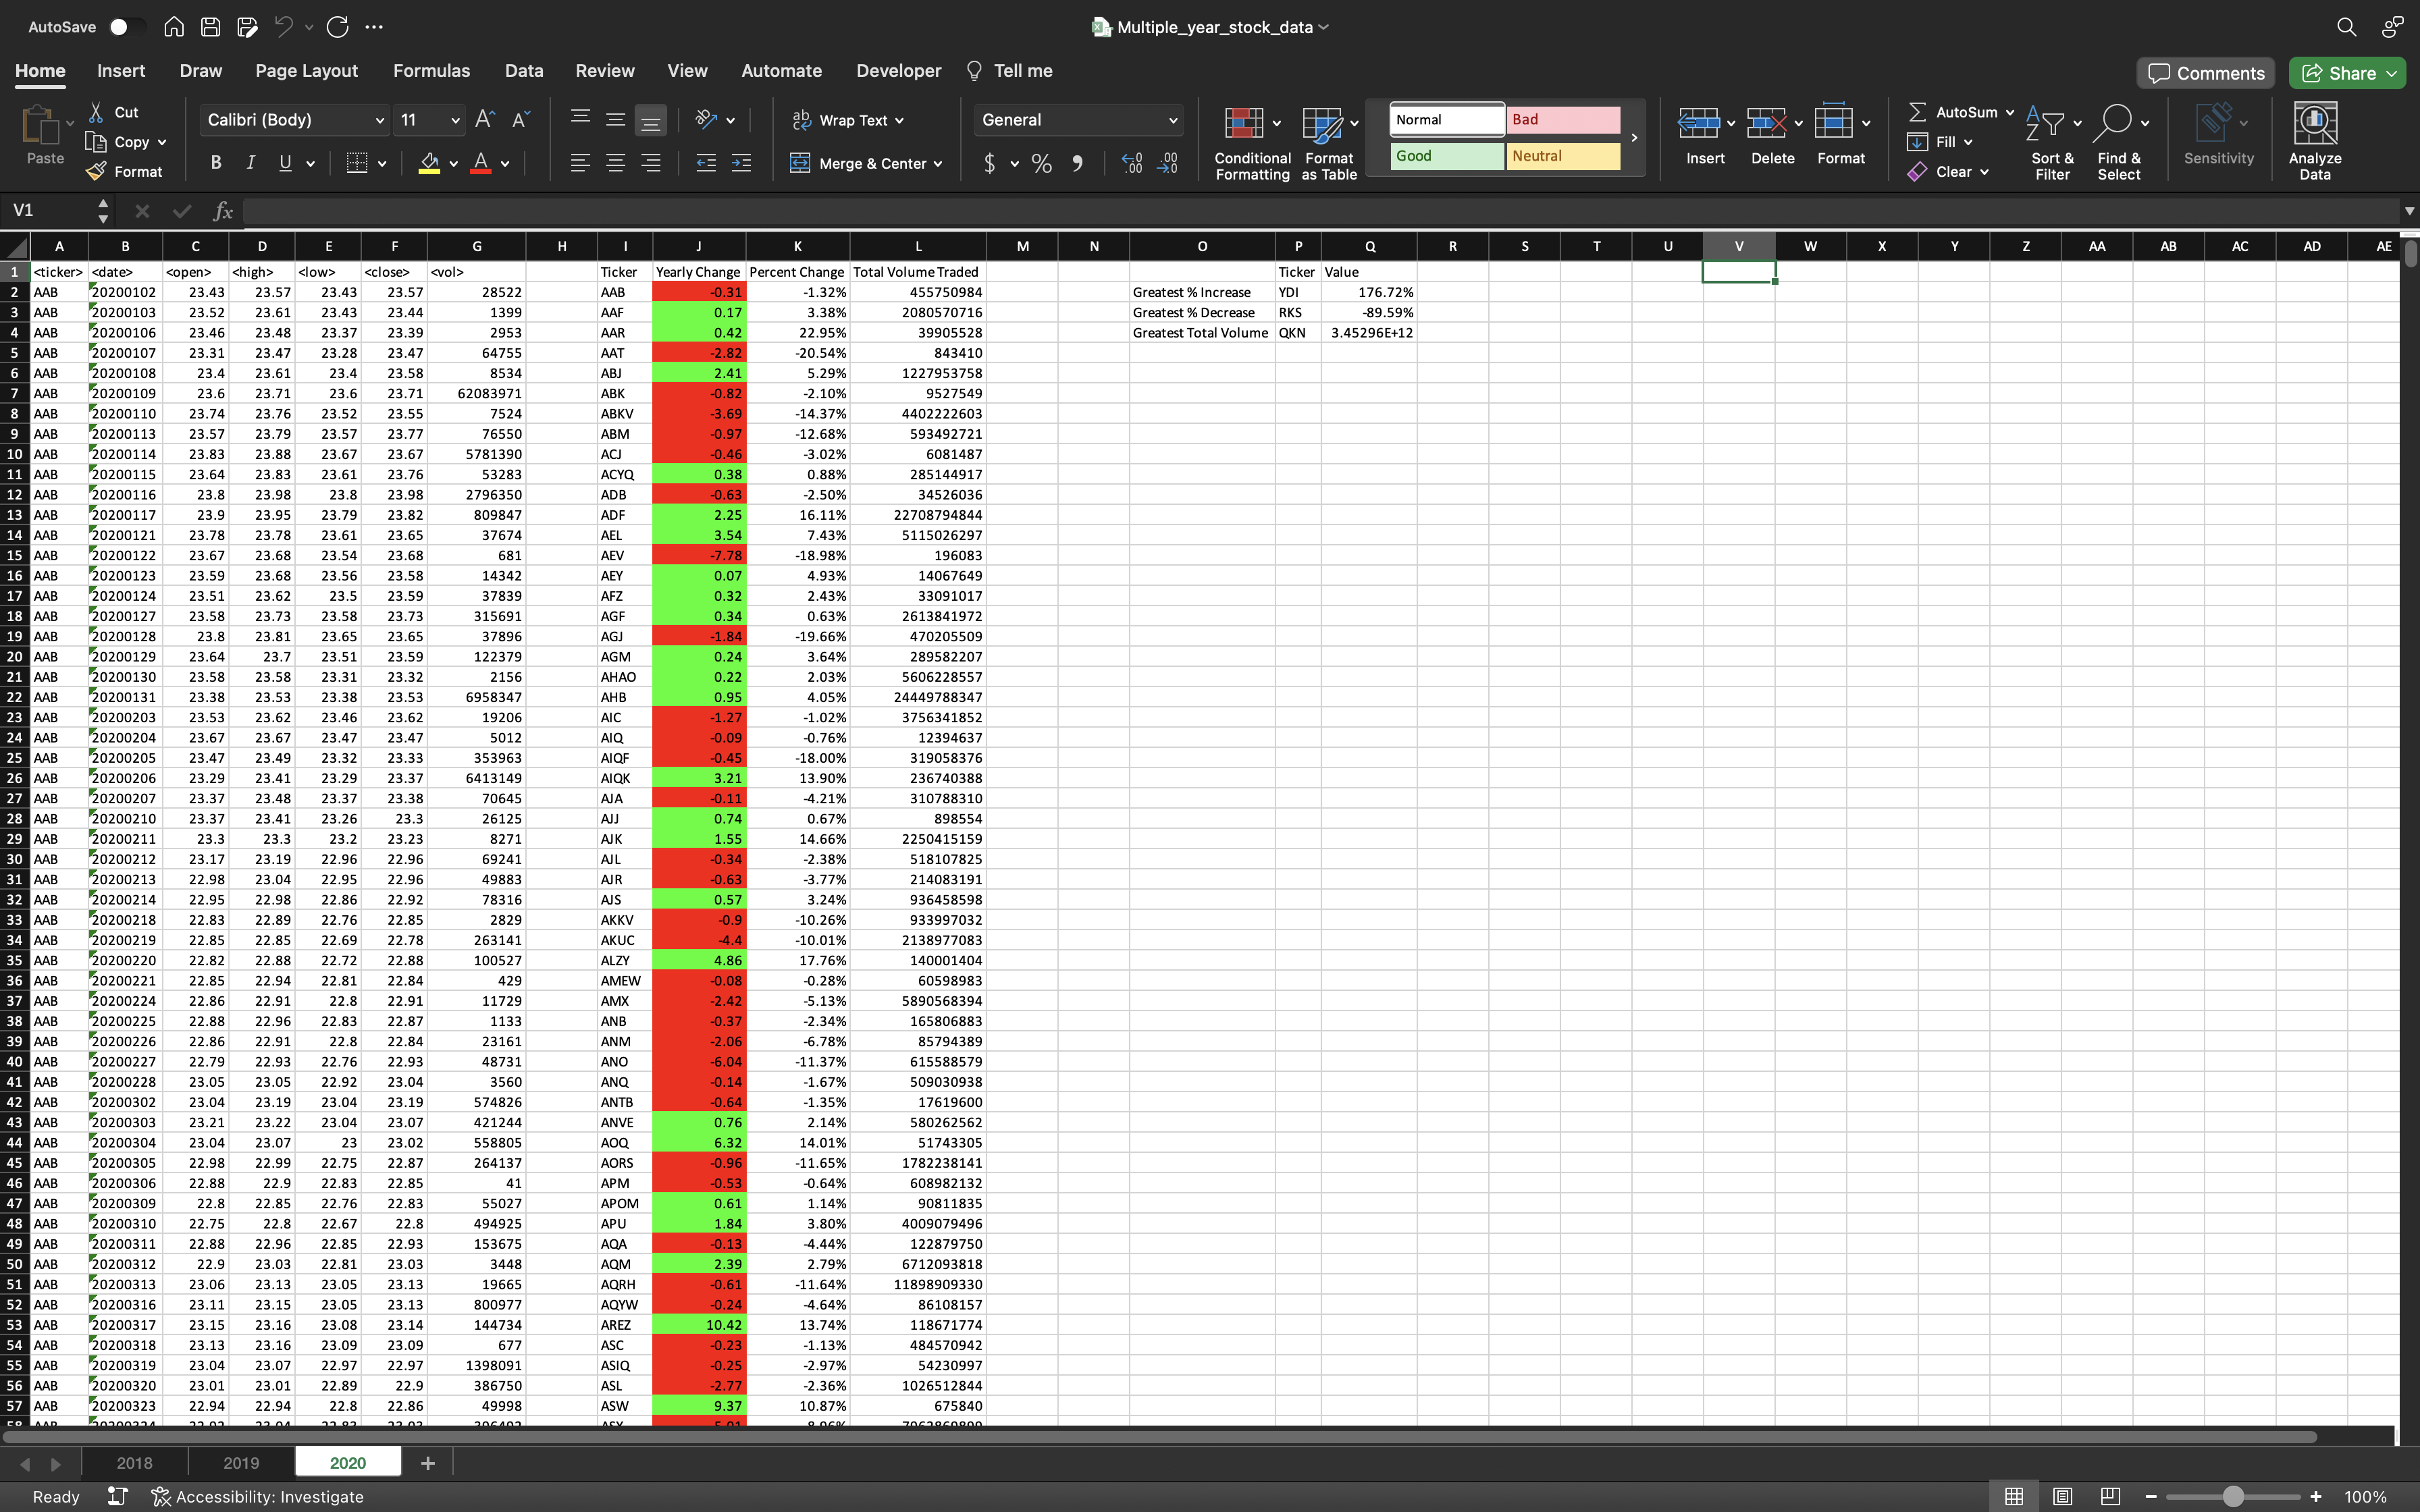 AutoSave Multiple_year_stock_data
Home Insert Draw Page Layout Formulas Data Review View Automate Developer Tell me Comments Share
Paste Cut Copy Format Calibri (Body) 11 Wrap Text General Conditional Formatting Format as Table Normal Bad Insert Delete Format AutoSum Fill Clear Sort & Filter Find & Select Sensitivity Analyze Data
B I U Merge & Center $ % Good Neutral
V1 fx
A B C D E F G H I J K L M N O P Q R S T U V W X Y Z AA AB AC AD AE
1 <ticker> <date> <open> <high> <low> <close> <vol> Ticker Yearly Change Percent Change Total Volume Traded Ticker Value
2 AAB 20200102 23.43 23.57 23.43 23.57 28522 AAB -0.31 -1.32% 455750984 Greatest % Increase YDI 176.72%
3 AAB 20200103 23.52 23.61 23.43 23.44 1399 AAF 0.17 3.38% 2080570716 Greatest % Decrease RKS -89.59%
4 AAB 20200106 23.46 23.48 23.37 23.39 2953 AAR 0.42 22.95% 39905528 Greatest Total Volume QKN 3.45296E+12
5 AAB 20200107 23.31 23.47 23.28 23.47 64755 AAT -2.82 -20.54% 843410
6 AAB 20200108 23.4 23.61 23.4 23.58 8534 ABJ 2.41 5.29% 1227953758
7 AAB 20200109 23.6 23.71 23.6 23.71 62083971 ABK -0.82 -2.10% 9527549
8 AAB 20200110 23.74 23.76 23.52 23.55 7524 ABKV -3.69 -14.37% 4402222603
9 AAB 20200113 23.57 23.79 23.57 23.77 76550 ABM -0.97 -12.68% 593492721
10 AAB 20200114 23.83 23.88 23.67 23.67 5781390 ACJ -0.46 -3.02% 6081487
11 AAB 20200115 23.64 23.83 23.61 23.76 53283 ACYQ 0.38 0.88% 285144917
12 AAB 20200116 23.8 23.98 23.8 23.98 2796350 ADB -0.63 -2.50% 34526036
13 AAB 20200117 23.9 23.95 23.79 23.82 809847 ADF 2.25 16.11% 22708794844
14 AAB 20200121 23.78 23.78 23.61 23.65 37674 AEL 3.54 7.43% 5115026297
15 AAB 20200122 23.67 23.68 23.54 23.68 681 AEV -7.78 -18.98% 196083
16 AAB 20200123 23.59 23.68 23.56 23.58 14342 AEY 0.07 4.93% 14067649
17 AAB 20200124 23.51 23.62 23.5 23.59 37839 AFZ 0.32 2.43% 33091017
18 AAB 20200127 23.58 23.73 23.58 23.73 315691 AGF 0.34 0.63% 2613841972
19 AAB 20200128 23.8 23.81 23.65 23.65 37896 AGJ -1.84 -19.66% 470205509
20 AAB 20200129 23.64 23.7 23.51 23.59 122379 AGM 0.24 3.64% 289582207
21 AAB 20200130 23.58 23.58 23.31 23.32 2156 AHAO 0.22 2.03% 5606228557
22 AAB 20200131 23.38 23.53 23.38 23.53 6958347 AHB 0.95 4.05% 24449788347
23 AAB 20200203 23.53 23.62 23.46 23.62 19206 AIC -1.27 -1.02% 3756341852
24 AAB 20200204 23.67 23.67 23.47 23.47 5012 AIQ -0.09 -0.76% 12394637
25 AAB 20200205 23.47 23.49 23.32 23.33 353963 AIQF -0.45 -18.00% 319058376
26 AAB 20200206 23.29 23.41 23.29 23.37 6413149 AIQK 3.21 13.90% 236740388
27 AAB 20200207 23.37 23.48 23.37 23.38 70645 AJA -0.11 -4.21% 310788310
28 AAB 20200210 23.37 23.41 23.26 23.3 26125 AJJ 0.74 0.67% 898554
29 AAB 20200211 23.3 23.3 23.2 23.23 8271 AJK 1.55 14.66% 2250415159
30 AAB 20200212 23.17 23.19 22.96 22.96 69241 AJL -0.34 -2.38% 518107825
31 AAB 20200213 22.98 23.04 22.95 22.96 49883 AJR -0.63 -3.77% 214083191
32 AAB 20200214 22.95 22.98 22.86 22.92 78316 AJS 0.57 3.24% 936458598
33 AAB 20200218 22.83 22.89 22.76 22.85 2829 AKKV -0.9 -10.26% 933997032
34 AAB 20200219 22.85 22.85 22.69 22.78 263141 AKUC -4.4 -10.01% 2138977083
35 AAB 20200220 22.82 22.88 22.72 22.88 100527 ALZY 4.86 17.76% 140001404
36 AAB 20200221 22.85 22.94 22.81 22.84 429 AMEW -0.08 -0.28% 60598983
37 AAB 20200224 22.86 22.91 22.8 22.91 11729 AMX -2.42 -5.13% 5890568394
38 AAB 20200225 22.88 22.96 22.83 22.87 1133 ANB -0.37 -2.34% 165806883
39 AAB 20200226 22.86 22.91 22.8 22.84 23161 ANM -2.06 -6.78% 85794389
40 AAB 20200227 22.79 22.93 22.76 22.93 48731 ANO -6.04 -11.37% 615588579
41 AAB 20200228 23.05 23.05 22.92 23.04 3560 ANQ -0.14 -1.67% 509030938
42 AAB 20200302 23.04 23.19 23.04 23.19 574826 ANTB -0.64 -1.35% 17619600
43 AAB 20200303 23.21 23.22 23.04 23.07 421244 ANVE 0.76 2.14% 580262562
44 AAB 20200304 23.04 23.07 23 23.02 558805 AOQ 6.32 14.01% 51743305
45 AAB 20200305 22.98 22.99 22.75 22.87 264137 AORS -0.96 -11.65% 1782238141
46 AAB 20200306 22.88 22.9 22.83 22.85 41 APM -0.53 -0.64% 608982132
47 AAB 20200309 22.8 22.85 22.76 22.83 55027 APOM 0.61 1.14% 90811835
48 AAB 20200310 22.75 22.8 22.67 22.8 494925 APU 1.84 3.80% 4009079496
49 AAB 20200311 22.88 22.96 22.85 22.93 153675 AQA -0.13 -4.44% 122879750
50 AAB 20200312 22.9 23.03 22.81 23.03 3448 AQM 2.39 2.79% 6712093818
51 AAB 20200313 23.06 23.13 23.05 23.13 19665 AQRH -0.61 -11.64% 11898909330
52 AAB 20200316 23.11 23.15 23.05 23.13 800977 AQYW -0.24 -4.64% 86108157
53 AAB 20200317 23.15 23.16 23.08 23.14 144734 AREZ 10.42 13.74% 118671774
54 AAB 20200318 23.13 23.16 23.09 23.09 677 ASC -0.23 -1.13% 484570942
55 AAB 20200319 23.04 23.07 22.97 22.97 1398091 ASIQ -0.25 -2.97% 54230997
56 AAB 20200320 23.01 23.01 22.89 22.9 386750 ASL -2.77 -2.36% 1026512844
57 AAB 20200323 22.94 22.94 22.8 22.86 49998 ASW 9.37 10.87% 675840
2018 2019 2020 +
Ready Accessibility: Investigate 100%